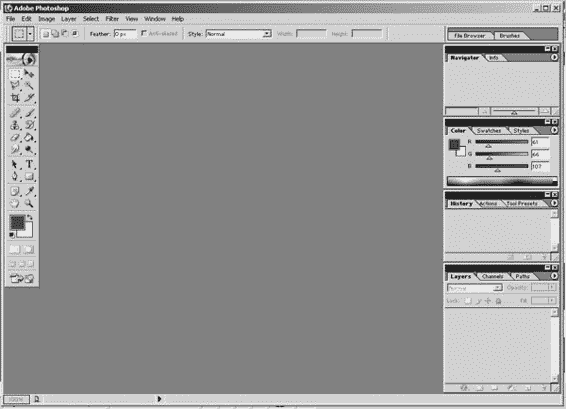 Adobe Photoshop
File Edit Image Layer Select Filter View Window Help
Feather: 0 px Anti-aliased Style: Normal Width: Height:
File Browser Brushes
Navigator Info
Color Swatches Styles
R 61
G 66
B 107
History Actions Tool Presets
Layers Channels Paths
Normal Opacity:
Lock: Fill:
T